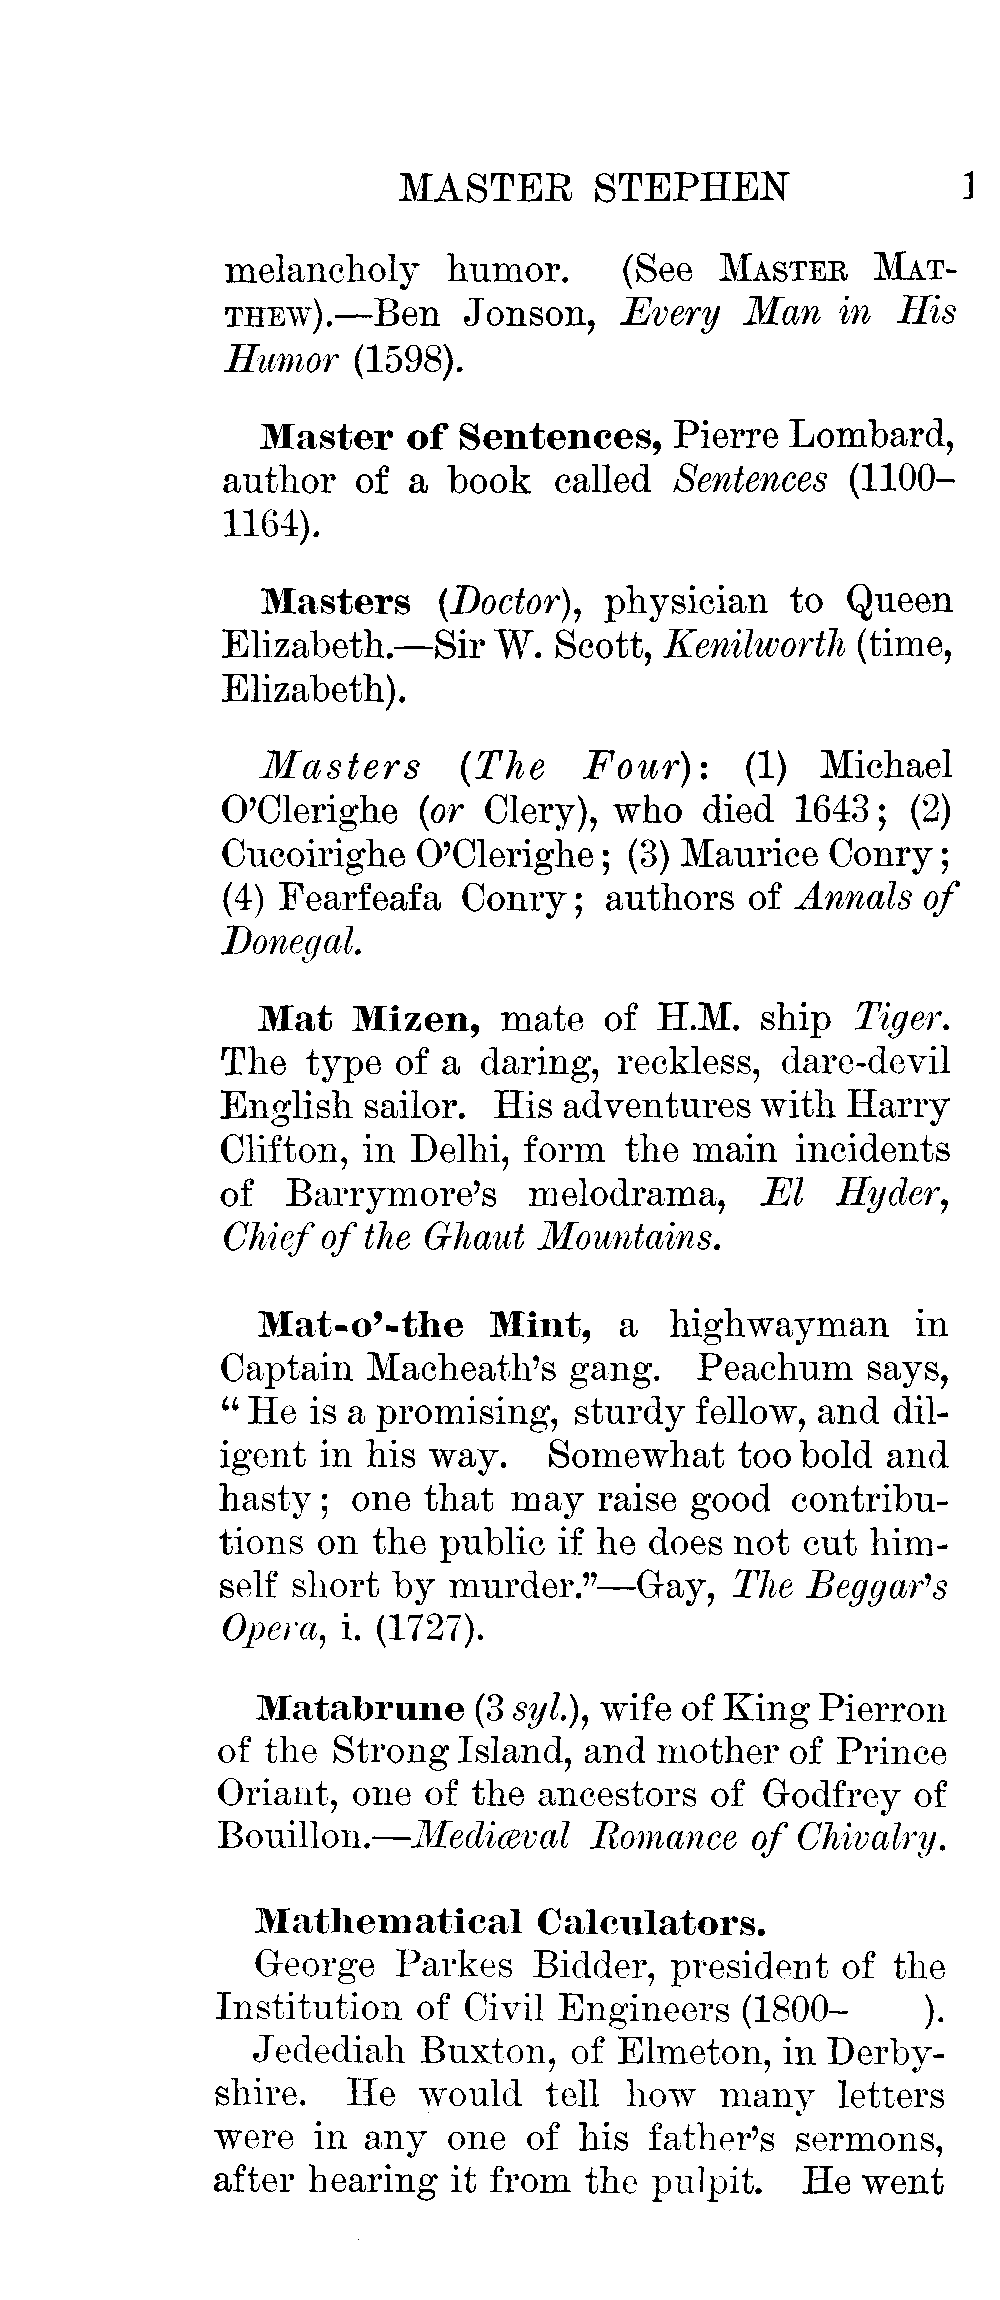 MASTER STEPHEN 1
melancholy humor. (See MASTER MAT-
THEW).—Ben Jonson, Every Man in His
Humor (1598).
Master of Sentences, Pierre Lombard,
author of a book called Sentences (1100–
1164).
Masters (Doctor), physician to Queen
Elizabeth.—Sir W. Scott, Kenilworth (time,
Elizabeth).
Masters (The Four): (1) Michael
O'Clerighe (or Clery), who died 1643; (2)
Cucoirighe O'Clerighe; (3) Maurice Conry;
(4) Fearfeafa Conry; authors of Annals of
Donegal.
Mat Mizen, mate of H.M. ship Tiger.
The type of a daring, reckless, dare-devil
English sailor. His adventures with Harry
Clifton, in Delhi, form the main incidents
of Barrymore's melodrama, El Hyder,
Chief of the Ghaut Mountains.
Mat-o'-the Mint, a highwayman in
Captain Macheath's gang. Peachum says,
“He is a promising, sturdy fellow, and dil-
igent in his way. Somewhat too bold and
hasty; one that may raise good contribu-
tions on the public if he does not cut him-
self short by murder.”—Gay, The Beggar's
Opera, i. (1727).
Matabrune (3 syl.), wife of King Pierron
of the Strong Island, and mother of Prince
Oriant, one of the ancestors of Godfrey of
Bouillon.—Mediæval Romance of Chivalry.
Mathematical Calculators.
George Parkes Bidder, president of the
Institution of Civil Engineers (1800– ).
Jedediah Buxton, of Elmeton, in Derby-
shire. He would tell how many letters
were in any one of his father's sermons,
after hearing it from the pulpit. He went